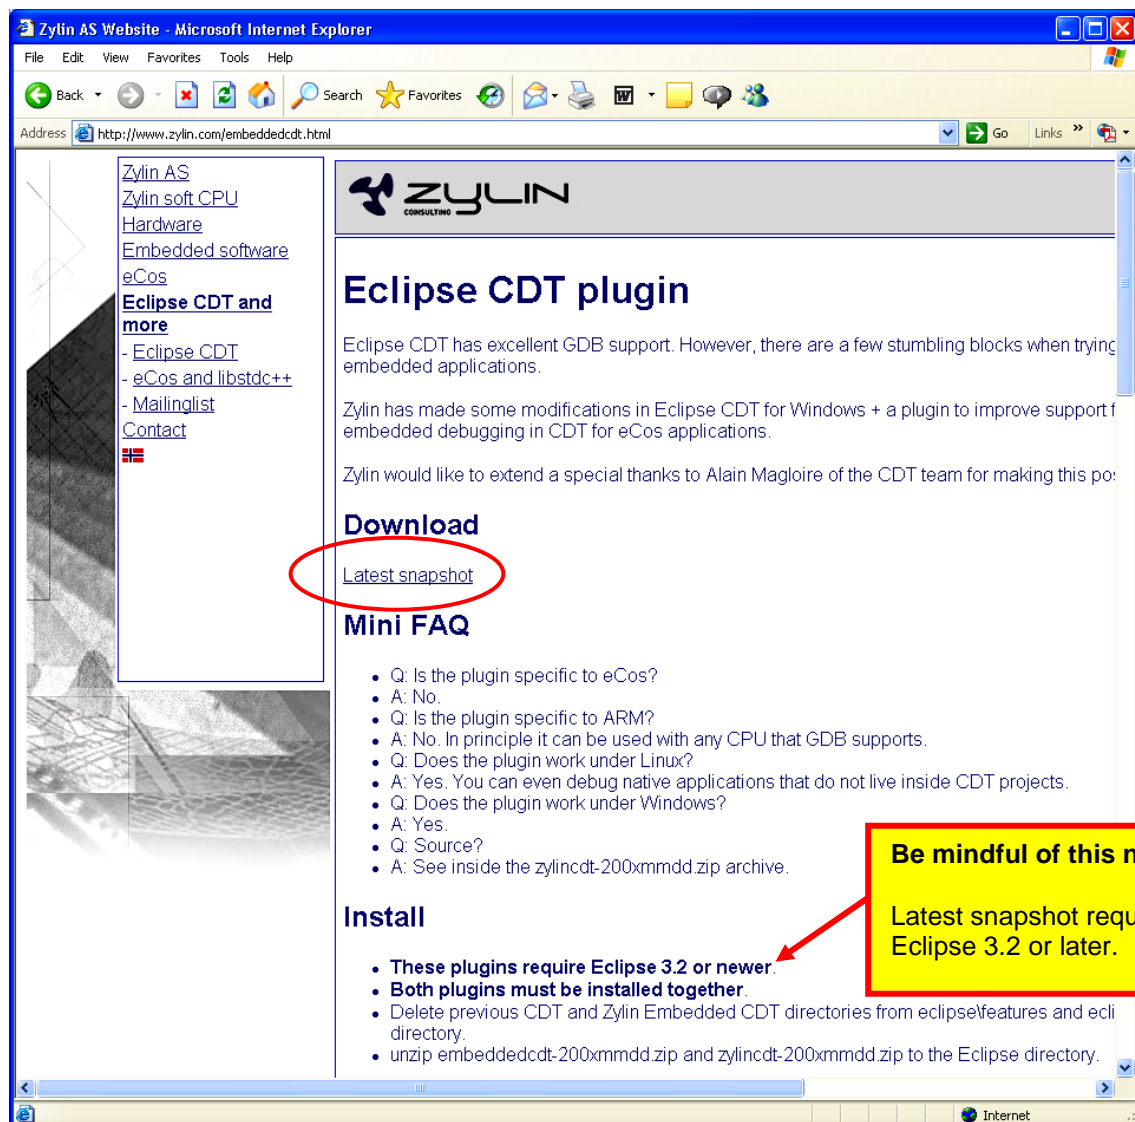 Zylin AS Website - Microsoft Internet Explorer
File Edit View Favorites Tools Help
Back Search Favorites
Address http://www.zylin.com/embeddedcdt.html Go Links
Zylin AS
Zylin soft CPU
Hardware
Embedded software
eCos
Eclipse CDT and
more
- Eclipse CDT
- eCos and libstdc++
- Mailinglist
Contact
ZYLIN
CONSULTING
Eclipse CDT plugin
Eclipse CDT has excellent GDB support. However, there are a few stumbling blocks when trying
embedded applications.
Zylin has made some modifications in Eclipse CDT for Windows + a plugin to improve support f
embedded debugging in CDT for eCos applications.
Zylin would like to extend a special thanks to Alain Magloire of the CDT team for making this pos
Download
Latest snapshot
Mini FAQ
• Q: Is the plugin specific to eCos?
• A: No.
• Q: Is the plugin specific to ARM?
• A: No. In principle it can be used with any CPU that GDB supports.
• Q: Does the plugin work under Linux?
• A: Yes. You can even debug native applications that do not live inside CDT projects.
• Q: Does the plugin work under Windows?
• A: Yes.
• Q: Source?
• A: See inside the zylincdt-200xmmdd.zip archive.
Be mindful of this n
Latest snapshot requ
Eclipse 3.2 or later.
Install
• These plugins require Eclipse 3.2 or newer.
• Both plugins must be installed together.
• Delete previous CDT and Zylin Embedded CDT directories from eclipse\features and ecli
directory.
• unzip embeddedcdt-200xmmdd.zip and zylincdt-200xmmdd.zip to the Eclipse directory.
Internet